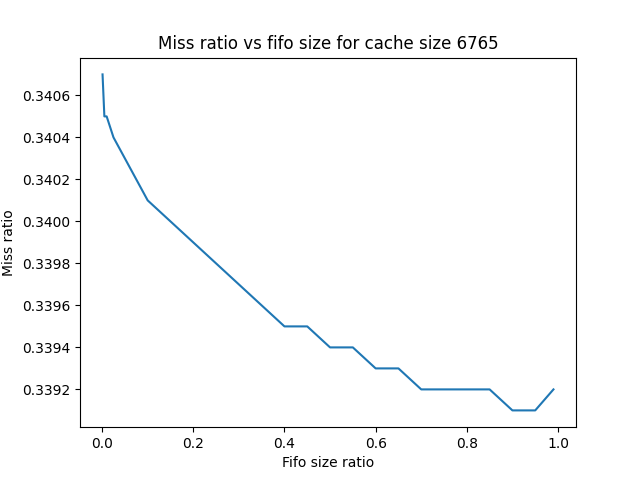 Miss ratio vs fifo size for cache size 6765
0.3406
0.3404
0.3402
0.3400
0.3398
0.3396
0.3394
0.3392
Miss ratio
0.0 0.2 0.4 0.6 0.8 1.0
Fifo size ratio